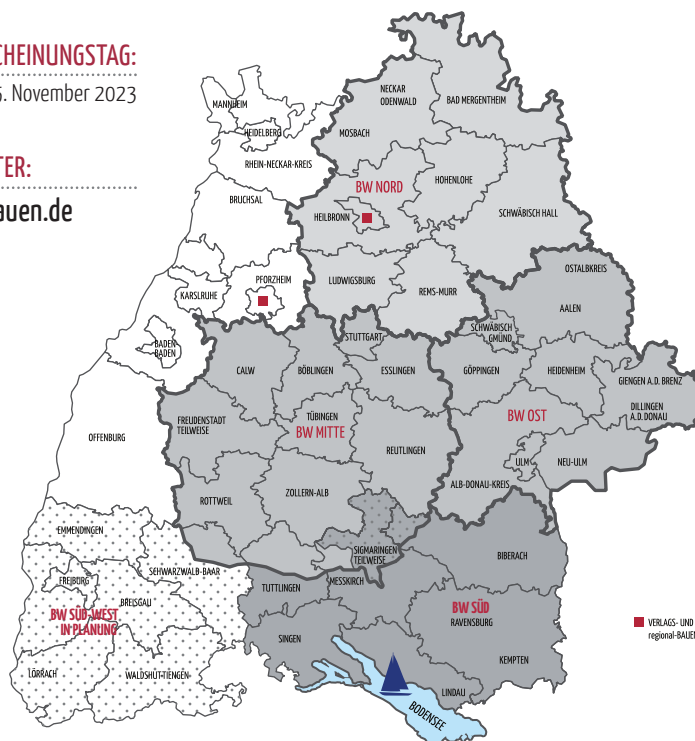 CHEINUNGSTAG:
. November 2023
TER:
auen.de
MANNHEIM
HEIDELBERG
RHEIN-NECKAR-KREIS
BRUCHSAL
KARLSRUHE
PFORZHEIM
BADEN
BADEN
OFFENBURG
NECKAR
ODENWALD
BAD MERGENTHEIM
MOSBACH
BW NORD
HOHENLOHE
HEILBRONN
SCHWÄBISCH HALL
LUDWIGSBURG
REMS-MURR
OSTALBKREIS
AALEN
SCHWÄBISCH
GMÜND
GÖPPINGEN
HEIDENHEIM
GIENGEN A.D. BRENZ
DILLINGEN
A.D. DONAU
BW OST
ULM
NEU-ULM
ALB-DONAU-KREIS
STUTTGART
CALW
BÖBLINGEN
ESSLINGEN
FREUDENSTADT
TEILWEISE
TÜBINGEN
BW MITTE
REUTLINGEN
ROTTWEIL
ZOLLERN-ALB
SIGMARINGEN
TEILWEISE
EMMENDINGEN
SCHWARZWALD-BAAR
FREIBURG
BREISGAU
BW SÜD-WEST
IN PLANUNG
LÖRRACH
WALDSHUT-TIENGEN
TUTTLINGEN
MESSKIRCH
BIBERACH
SINGEN
BW SÜD
RAVENSBURG
KEMPTEN
LINDAU
BODENSEE
VERLAGS- UND
regional-BAUE